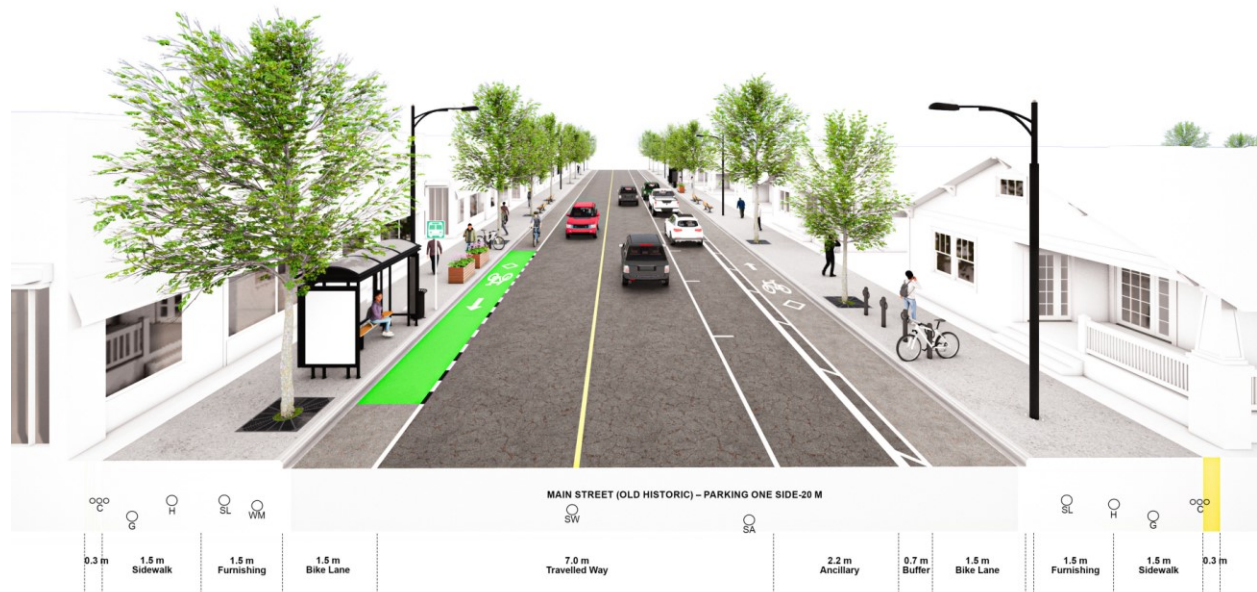 MAIN STREET (OLD HISTORIC) – PARKING ONE SIDE-20 M
C
G
H
SL
WM
SW
SA
SL
H
G
C
0.3 m
1.5 m
Sidewalk
1.5 m
Furnishing
1.5 m
Bike Lane
7.0 m
Travelled Way
2.2 m
Ancillary
0.7 m
Buffer
1.5 m
Bike Lane
1.5 m
Furnishing
1.5 m
Sidewalk
0.3 m